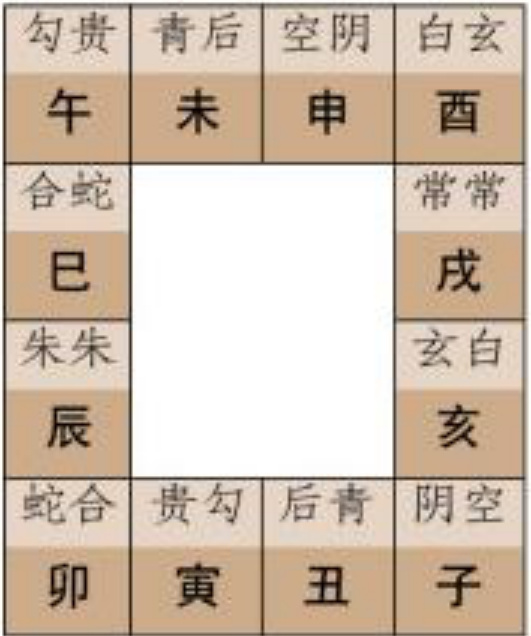 勾贵 青后 空阴 白玄
午 未 申 酉
合蛇 常常
巳 戌
朱朱 玄白
辰 亥
蛇合 贵勾 后青 阴空
卯 寅 丑 子